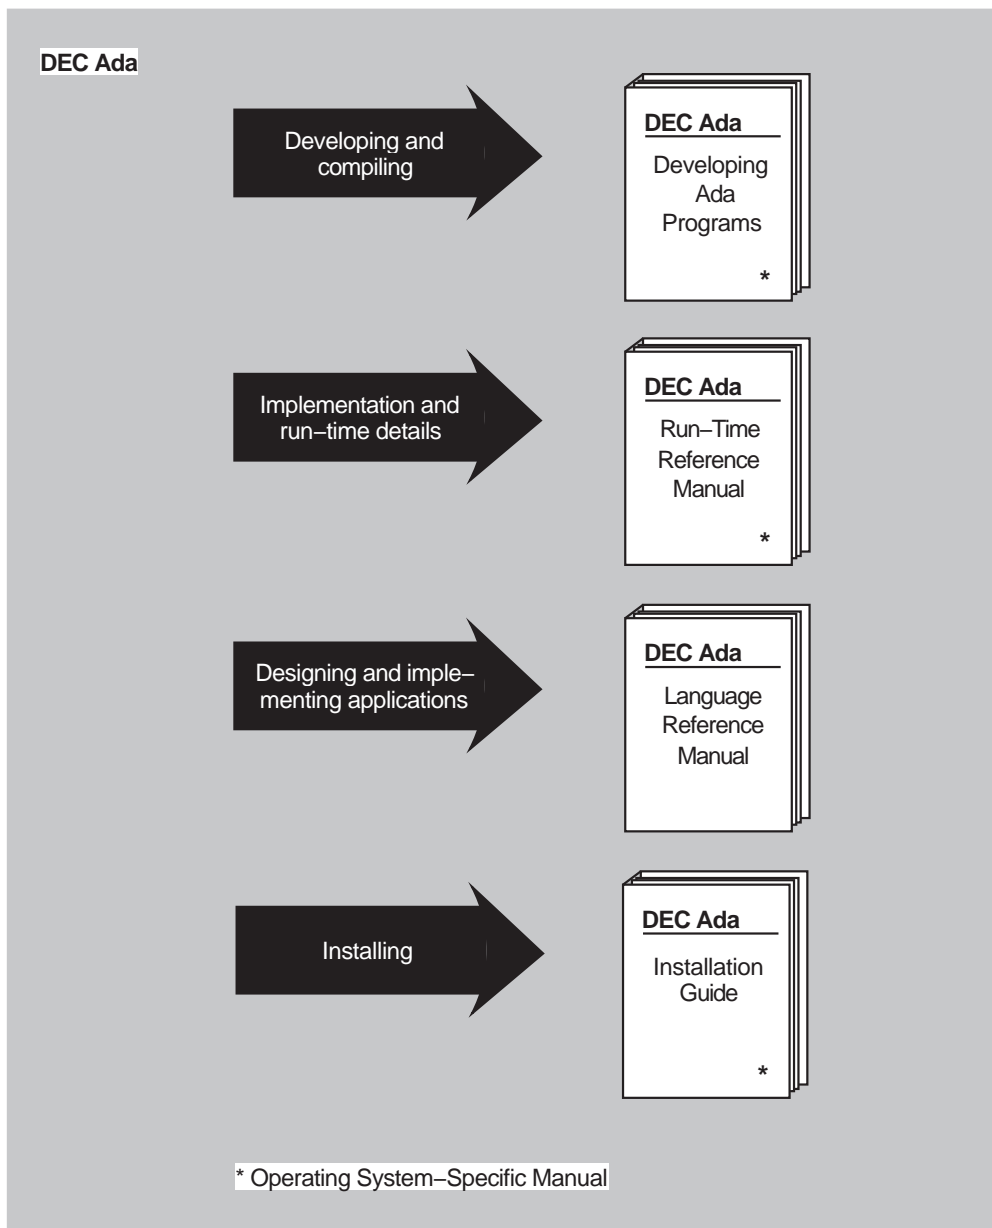 DEC Ada
Developing and
compiling
DEC Ada
Developing
Ada
Programs
*
Implementation and
run−time details
DEC Ada
Run−Time
Reference
Manual
*
Designing and imple−
menting applications
DEC Ada
Language
Reference
Manual
Installing
DEC Ada
Installation
Guide
*
* Operating System−Specific Manual